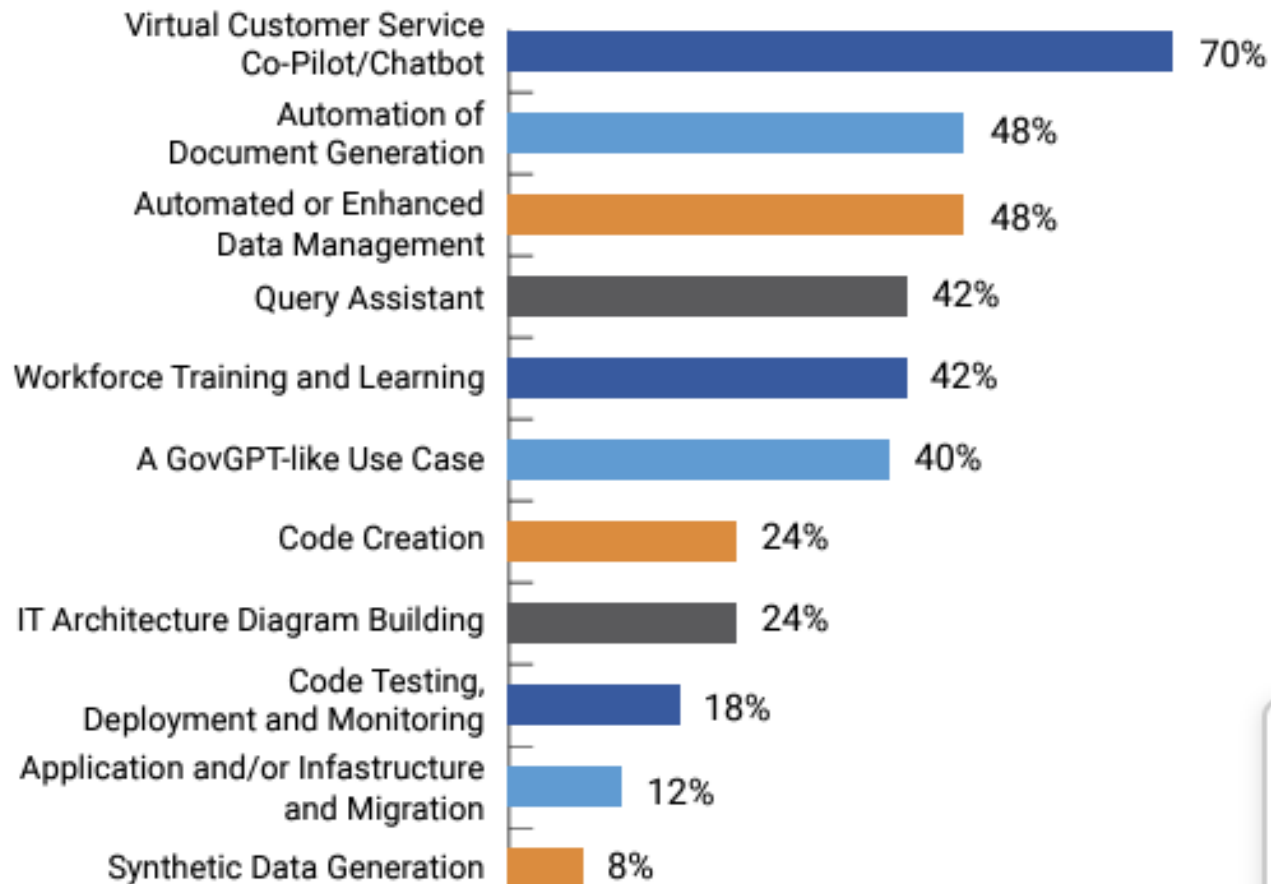 Virtual Customer Service
Co-Pilot/Chatbot
70%
Automation of
Document Generation
48%
Automated or Enhanced
Data Management
48%
Query Assistant
42%
Workforce Training and Learning
42%
A GovGPT-like Use Case
40%
Code Creation
24%
IT Architecture Diagram Building
24%
Code Testing,
Deployment and Monitoring
18%
Application and/or Infastructure
and Migration
12%
Synthetic Data Generation
8%